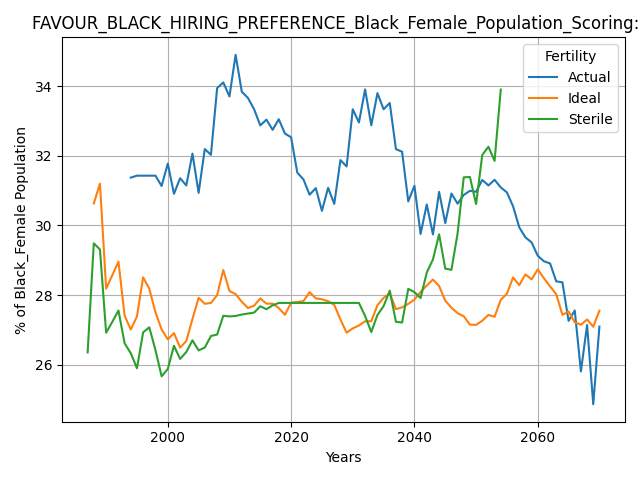 FAVOUR_BLACK_HIRING_PREFERENCE_Black_Female_Population_Scoring:
Fertility
Actual
Ideal
Sterile
% of Black_Female Population
34
32
30
28
26
2000
2020
2040
2060
Years